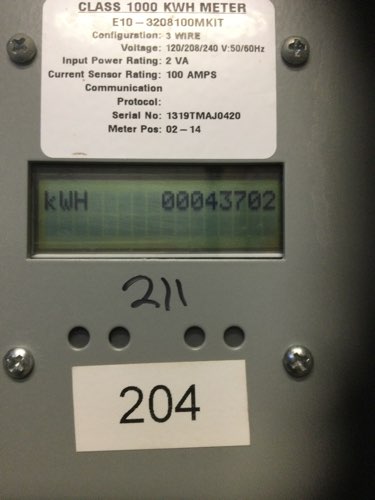 CLASS 1000 KWH METER
E10-3208100MKIT
Configuration: 3 WIRE
Voltage: 120/208/240 V:50/60Hz
Input Power Rating: 2 VA
Current Sensor Rating: 100 AMPS
Communication
Protocol:
Serial No: 1319TMAJ0420
Meter Pos: 02-14
kWH 00043702
211
204